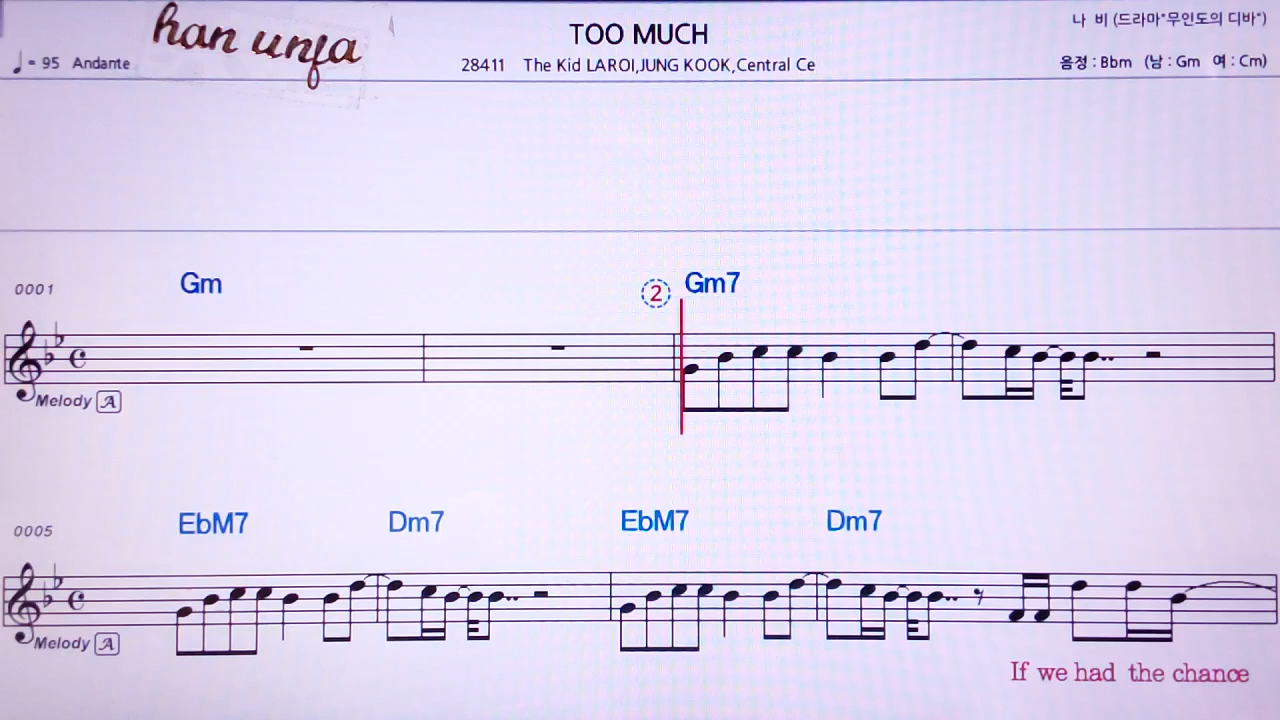 han unfa
TOO MUCH
나 비 (드라마"무인도의 디바")
♩= 95 Andante
28411 The Kid LAROI,JUNG KOOK,Central Ce
음정 : Bbm (남 : Gm 여 : Cm)
0001
Gm
2
Gm7
Melody A
0005
EbM7 Dm7 EbM7 Dm7
Melody A
If we had the chance